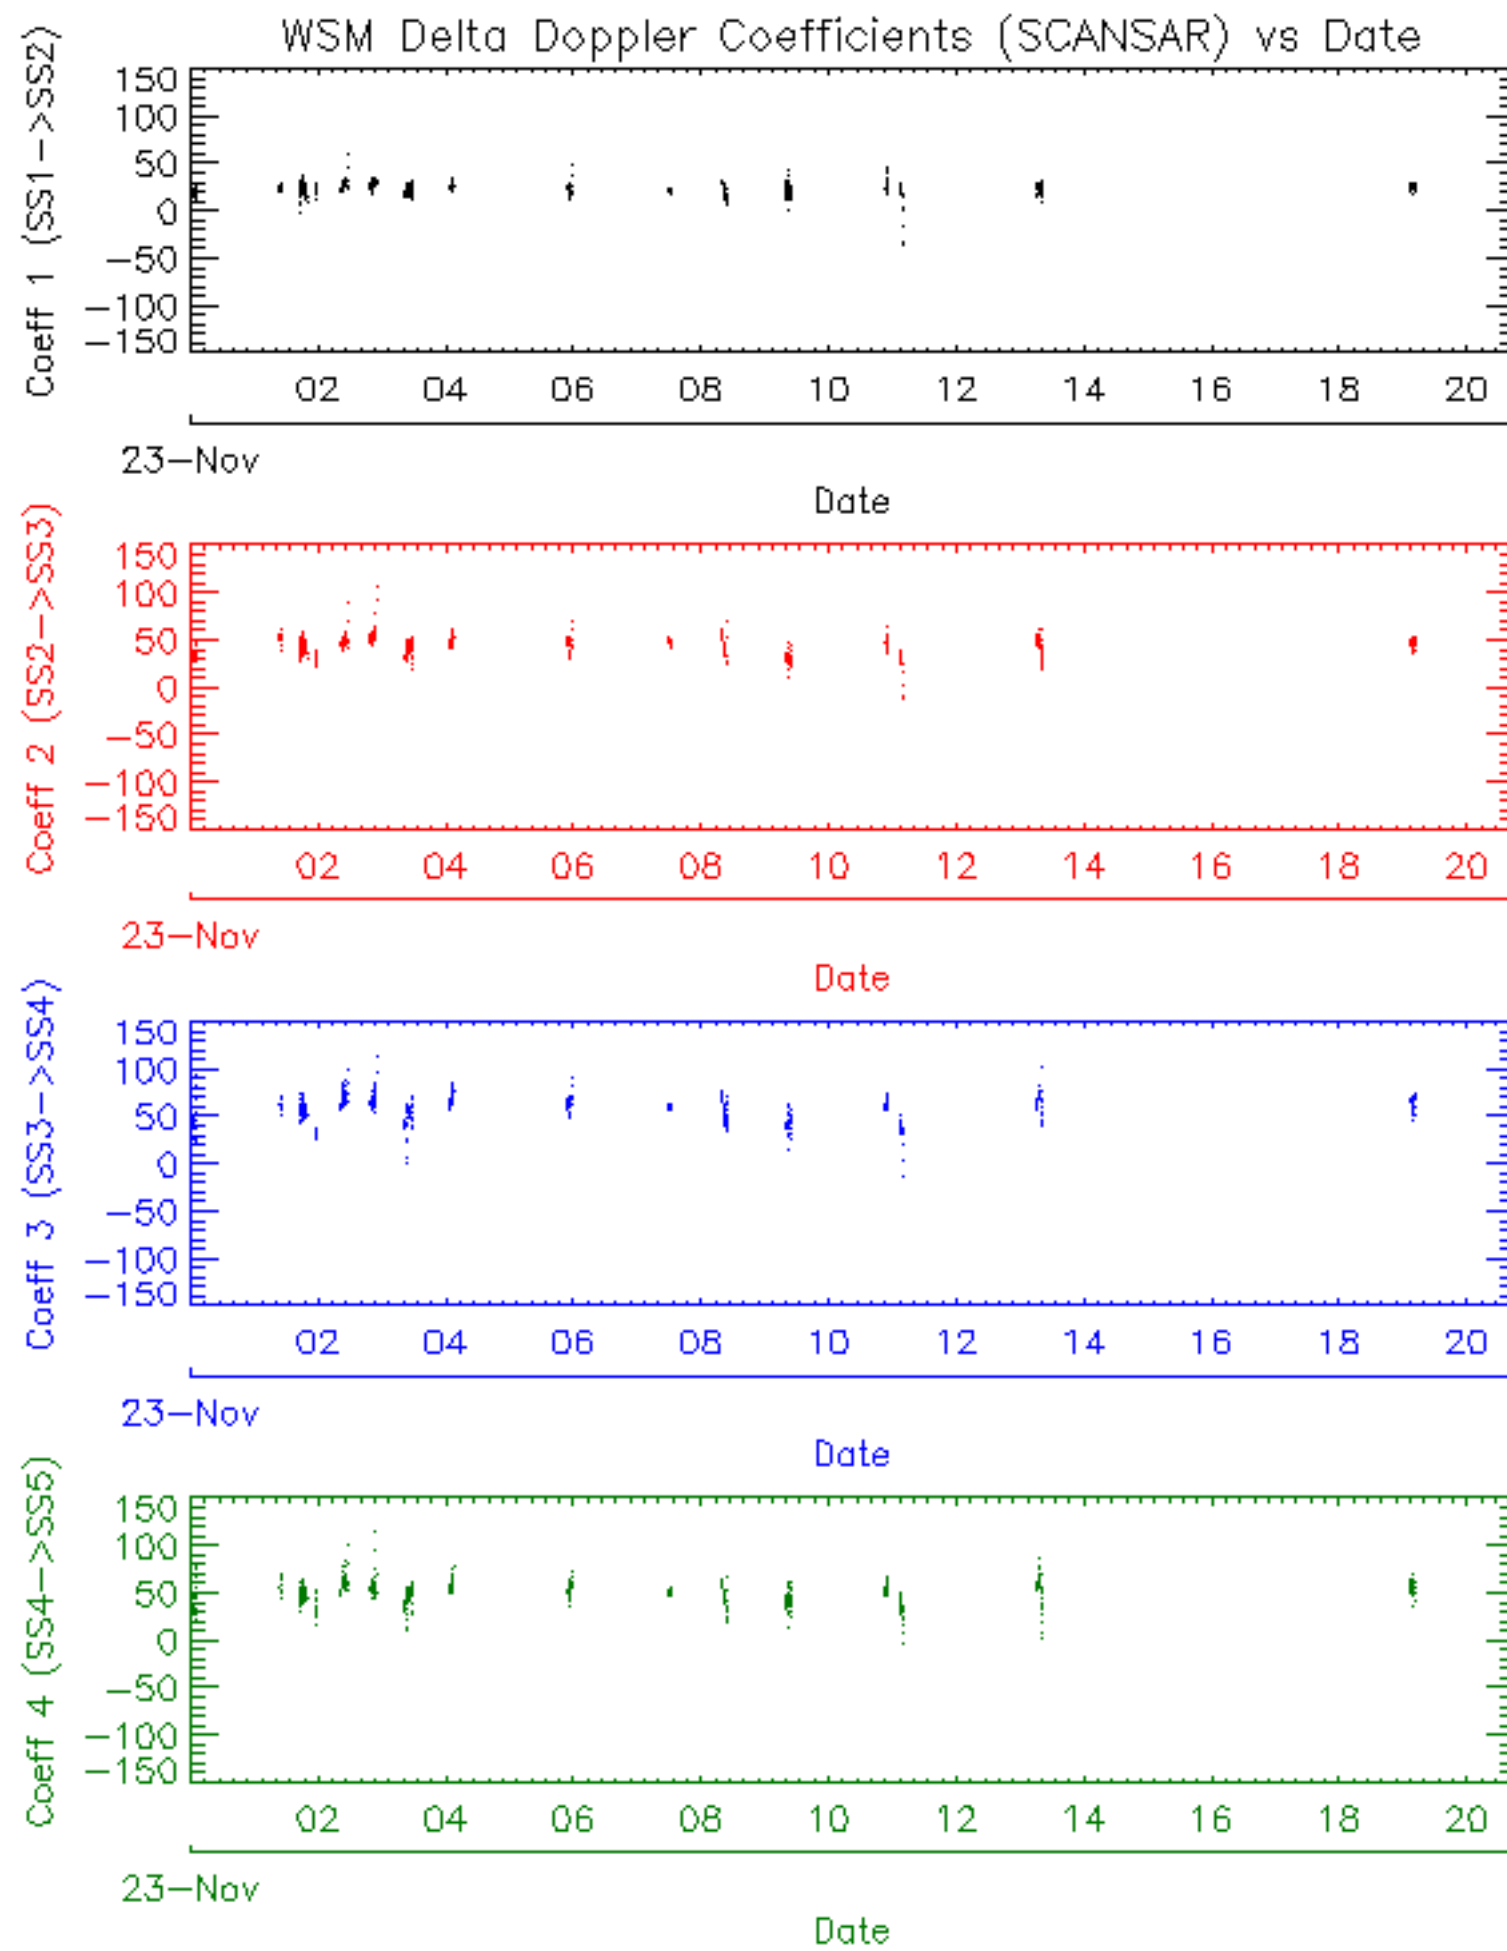 WSM Delta Doppler Coefficients (SCANSAR) vs Date
Coeff 1 (SS1->SS2)
150
100
50
0
-50
-100
-150
02 04 06 08 10 12 14 16 18 20
23-Nov
Date
Coeff 2 (SS2->SS3)
150
100
50
0
-50
-100
-150
02 04 06 08 10 12 14 16 18 20
23-Nov
Date
Coeff 3 (SS3->SS4)
150
100
50
0
-50
-100
-150
02 04 06 08 10 12 14 16 18 20
23-Nov
Date
Coeff 4 (SS4->SS5)
150
100
50
0
-50
-100
-150
02 04 06 08 10 12 14 16 18 20
23-Nov
Date